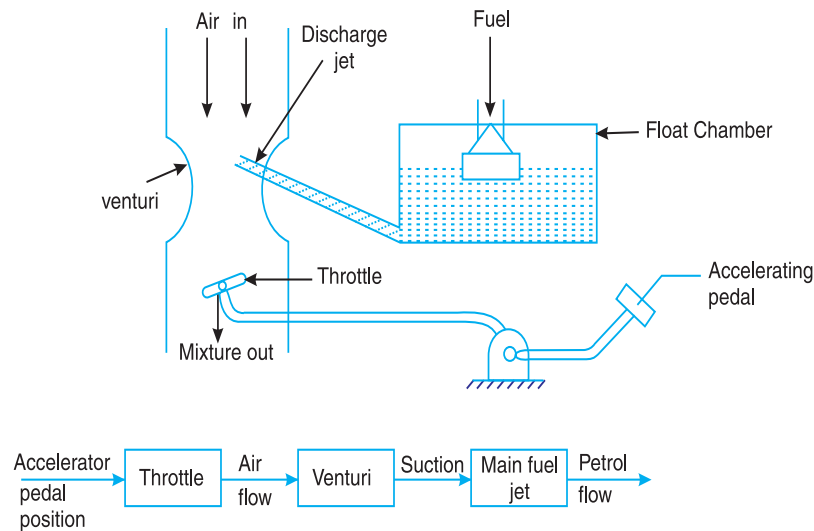 Air in
Discharge
jet
Fuel
Float Chamber
venturi
Throttle
Accelerating
pedal
Mixture out
Accelerator
pedal
position
Throttle
Air
flow
Venturi
Suction
Main fuel
jet
Petrol
flow